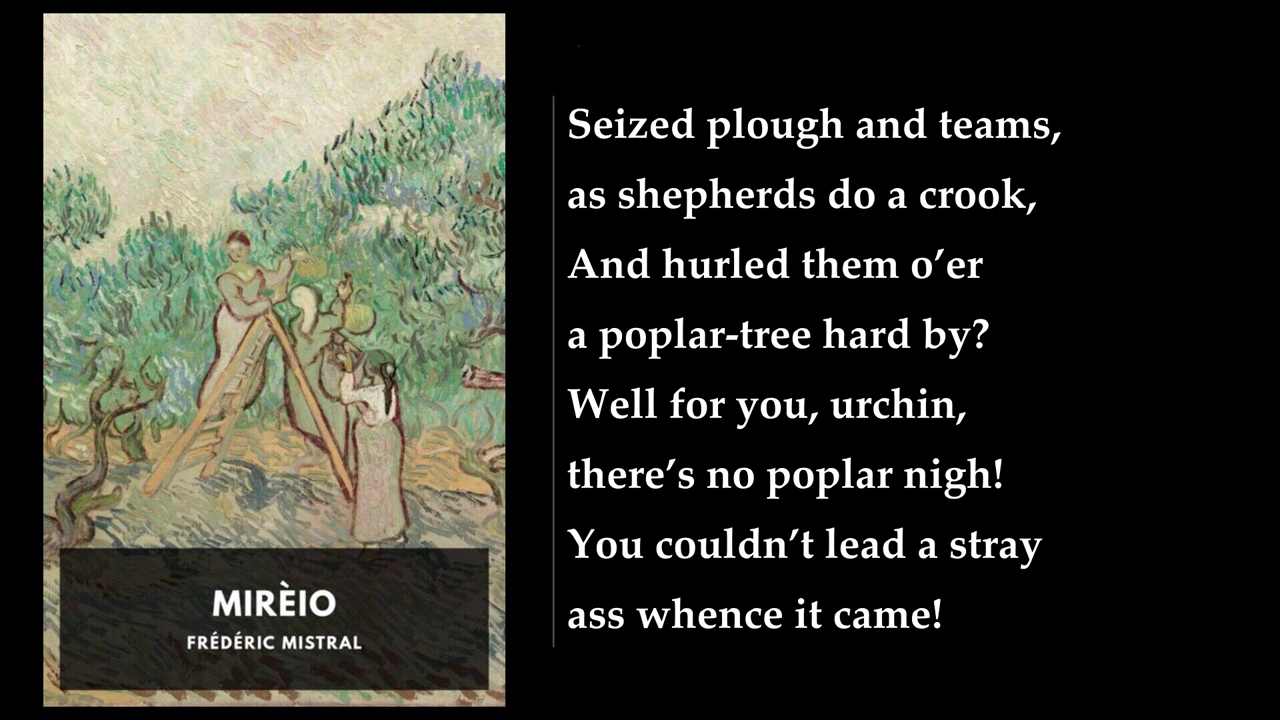 MIRÈIO
FRÉDÉRIC MISTRAL
Seized plough and teams,
as shepherds do a crook,
And hurled them o’er
a poplar-tree hard by?
Well for you, urchin,
there’s no poplar nigh!
You couldn’t lead a stray
ass whence it came!